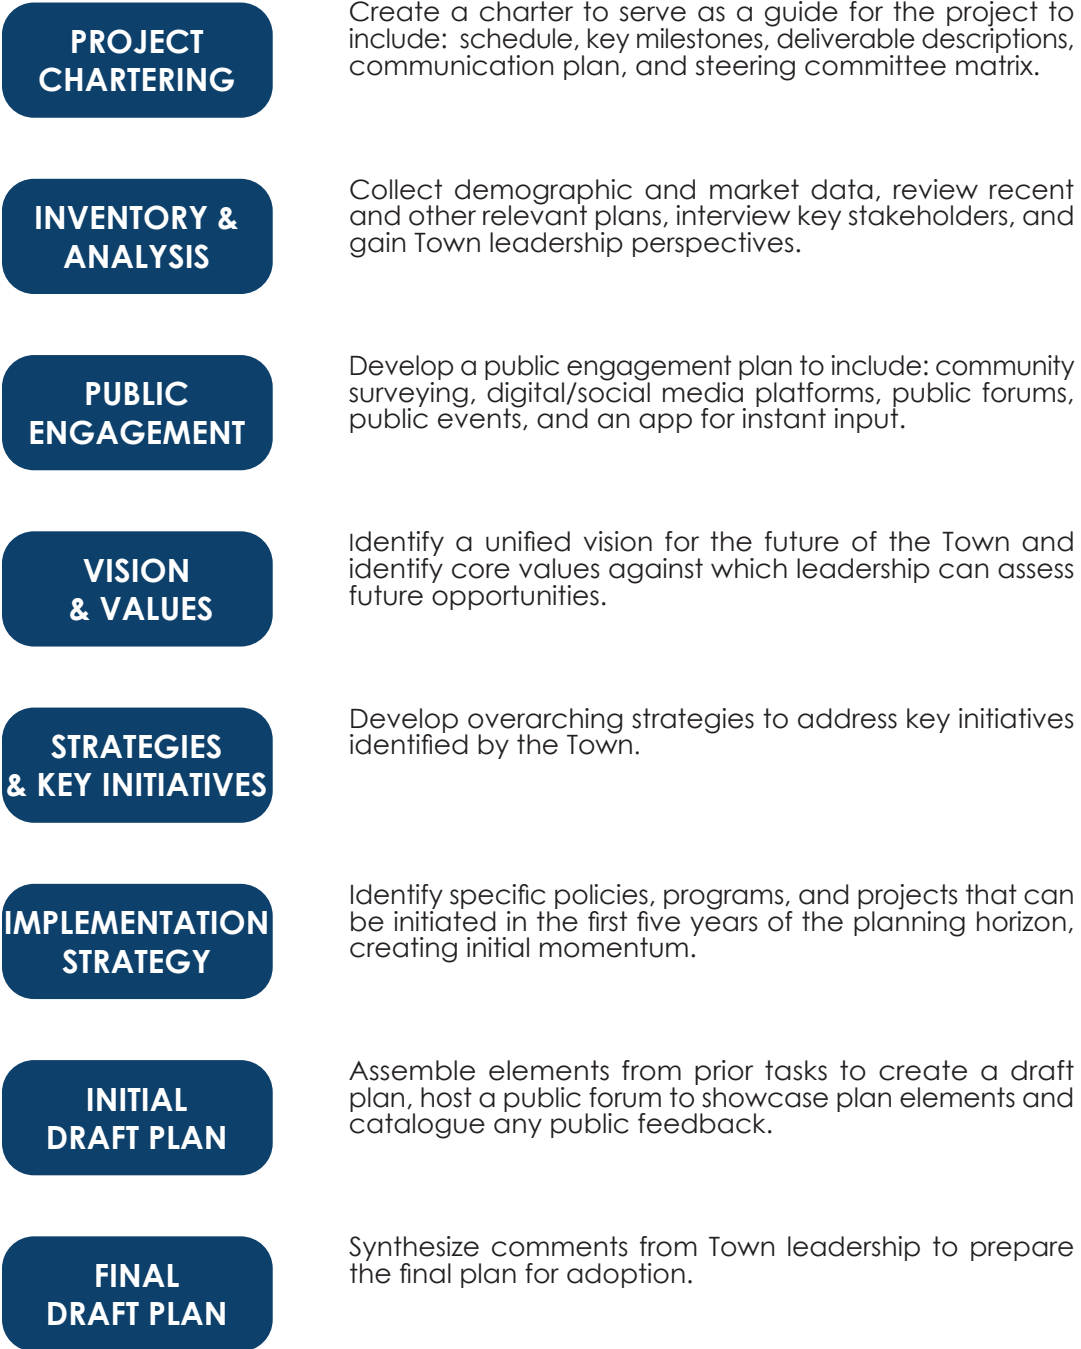 PROJECT
CHARTERING
Create a charter to serve as a guide for the project to
include:  schedule, key milestones, deliverable descriptions,
communication plan, and steering committee matrix.
INVENTORY &
ANALYSIS
Collect demographic and market data, review recent
and other relevant plans, interview key stakeholders, and
gain Town leadership perspectives.
PUBLIC
ENGAGEMENT
Develop a public engagement plan to include: community
surveying, digital/social media platforms, public forums,
public events, and an app for instant input.
VISION
& VALUES
Identify a unified vision for the future of the Town and
identify core values against which leadership can assess
future opportunities.
STRATEGIES
& KEY INITIATIVES
Develop overarching strategies to address key initiatives
identified by the Town.
IMPLEMENTATION
STRATEGY
Identify specific policies, programs, and projects that can
be initiated in the first five years of the planning horizon,
creating initial momentum.
INITIAL
DRAFT PLAN
Assemble elements from prior tasks to create a draft
plan, host a public forum to showcase plan elements and
catalogue any public feedback.
FINAL
DRAFT PLAN
Synthesize comments from Town leadership to prepare
the final plan for adoption.